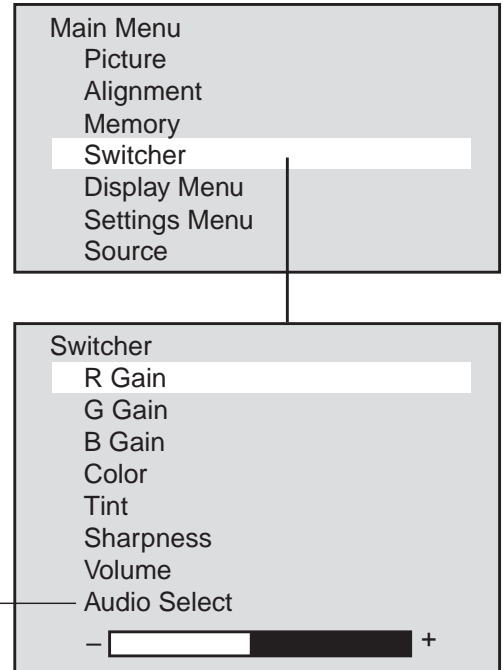 Main Menu
Picture
Alignment
Memory
Switcher
Display Menu
Settings Menu
Source
Switcher
R Gain
G Gain
B Gain
Color
Tint
Sharpness
Volume
Audio Select
– +